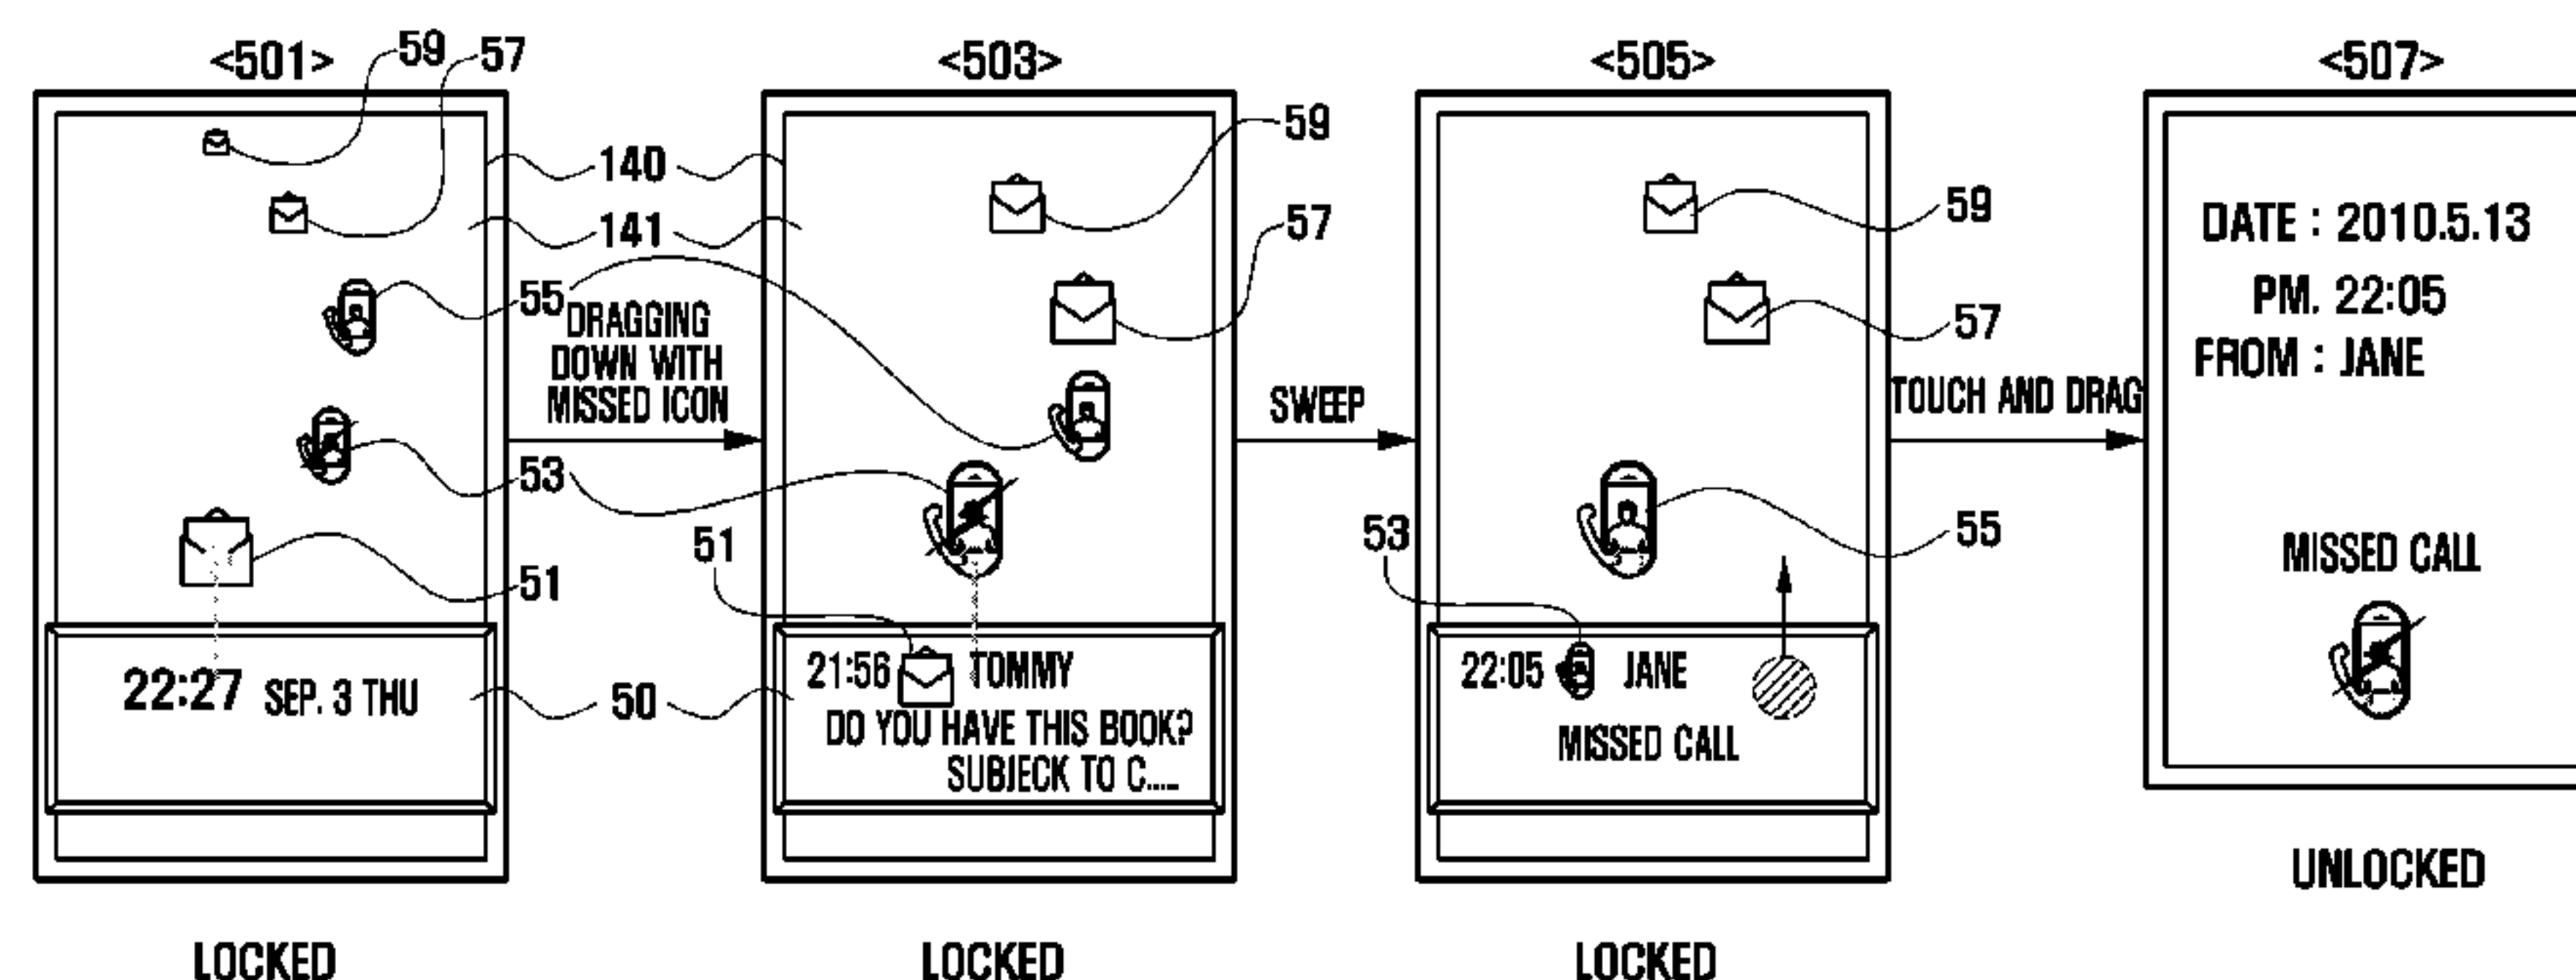 <501>
59
57
140
141
55
53
51
22:27 SEP. 3 THU
50
LOCKED
DRAGGING
DOWN WITH
MISSED ICON
<503>
59
57
51
21:56 TOMMY
DO YOU HAVE THIS BOOK?
SUBJECK TO C.....
LOCKED
SWEEP
<505>
59
57
55
53
22:05 JANE
MISSED CALL
LOCKED
TOUCH AND DRAG
<507>
DATE : 2010.5.13
PM. 22:05
FROM : JANE
MISSED CALL
UNLOCKED